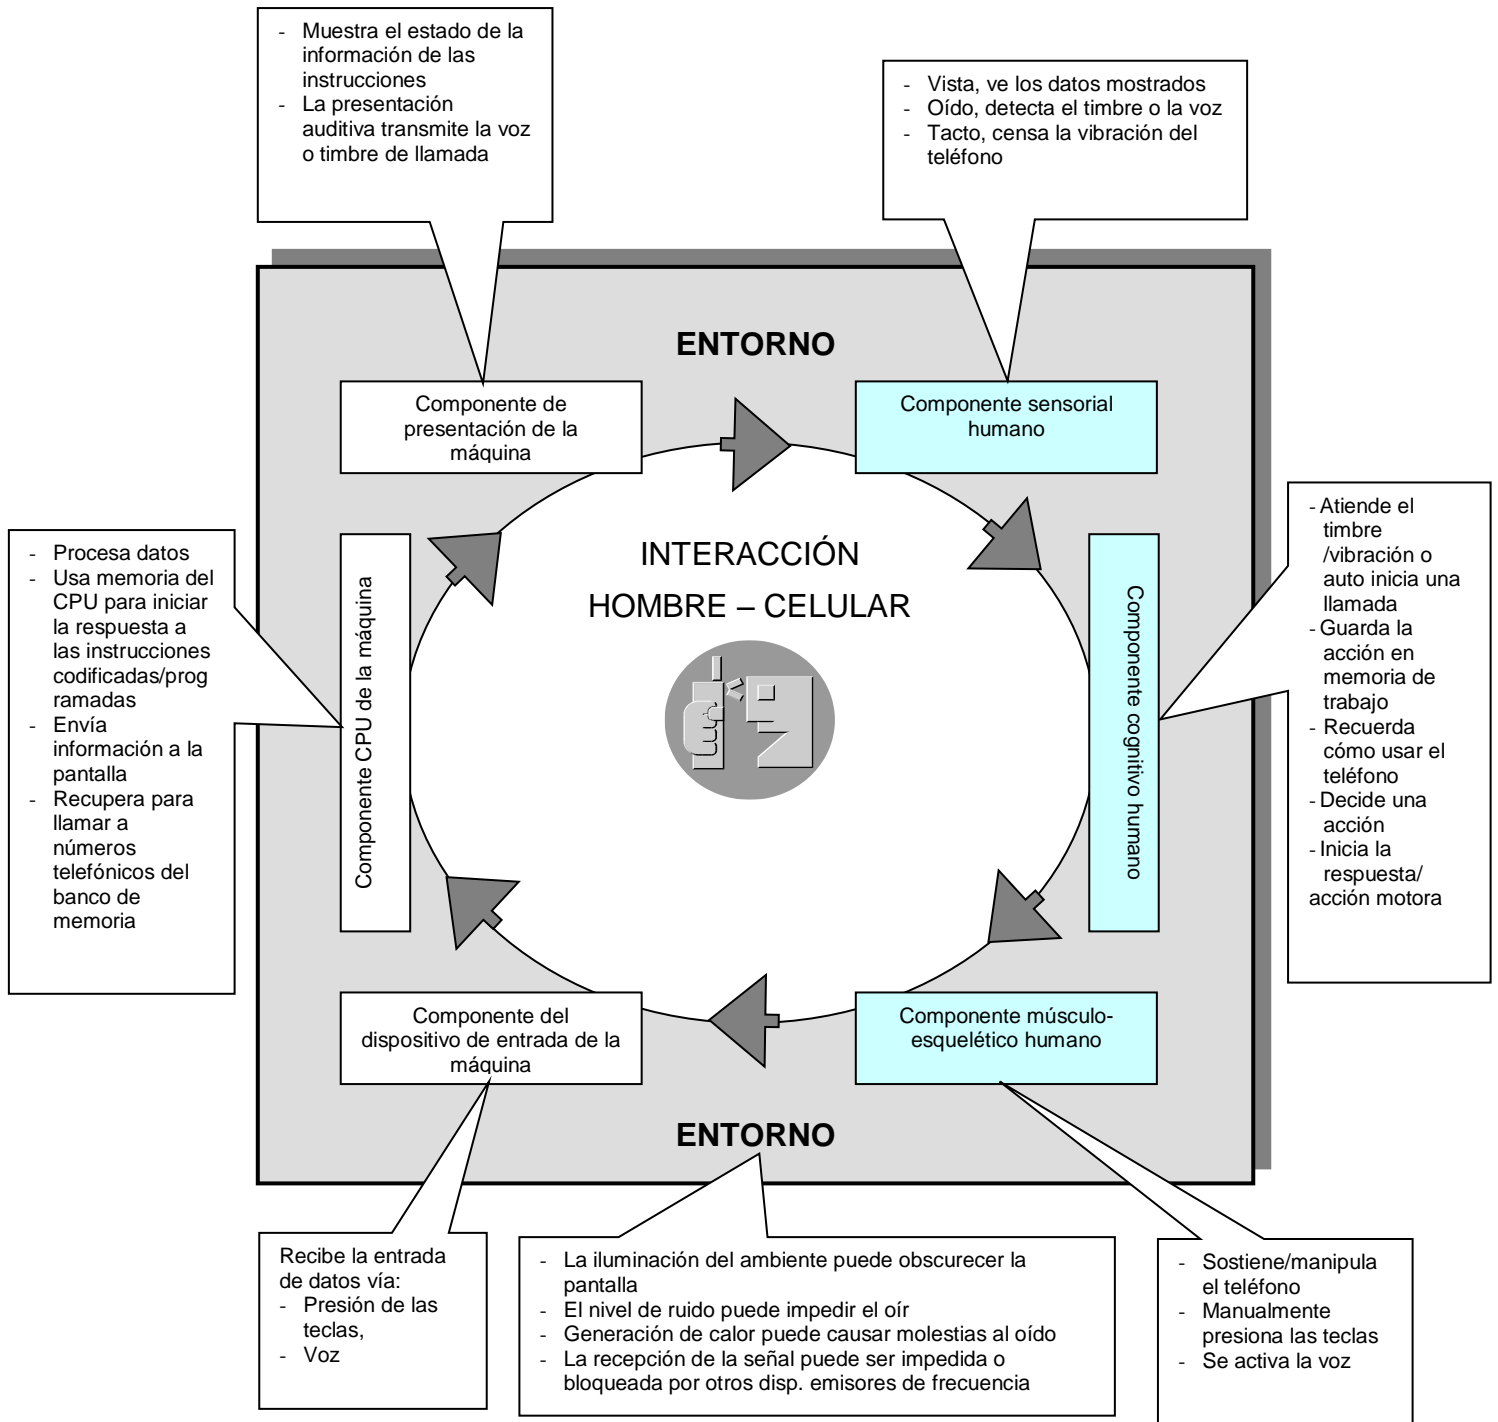 - Muestra el estado de la
información de las
instrucciones
- La presentación
auditiva transmite la voz
o timbre de llamada
- Vista, ve los datos mostrados
- Oído, detecta el timbre o la voz
- Tacto, censa la vibración del
teléfono
ENTORNO
Componente de
presentación de la
máquina
Componente sensorial
humano
- Procesa datos
- Usa memoria del
CPU para iniciar
la respuesta a
las instrucciones
codificadas/prog
ramadas
- Envía
información a la
pantalla
- Recupera para
llamar a
números
telefónicos del
banco de
memoria
Componente CPU de la máquina
INTERACCIÓN
HOMBRE – CELULAR
Componente cognitivo humano
- Atiende el
timbre
/vibración o
auto inicia una
llamada
- Guarda la
acción en
memoria de
trabajo
- Recuerda
cómo usar el
teléfono
- Decide una
acción
- Inicia la
respuesta/
acción motora
Componente del
dispositivo de entrada de la
máquina
Componente músculo-
esquelético humano
ENTORNO
Recibe la entrada
de datos vía:
- Presión de las
teclas,
- Voz
- La iluminación del ambiente puede obscurecer la
pantalla
- El nivel de ruido puede impedir el oír
- Generación de calor puede causar molestias al oído
- La recepción de la señal puede ser impedida o
bloqueada por otros disp. emisores de frecuencia
- Sostiene/manipula
el teléfono
- Manualmente
presiona las teclas
- Se activa la voz